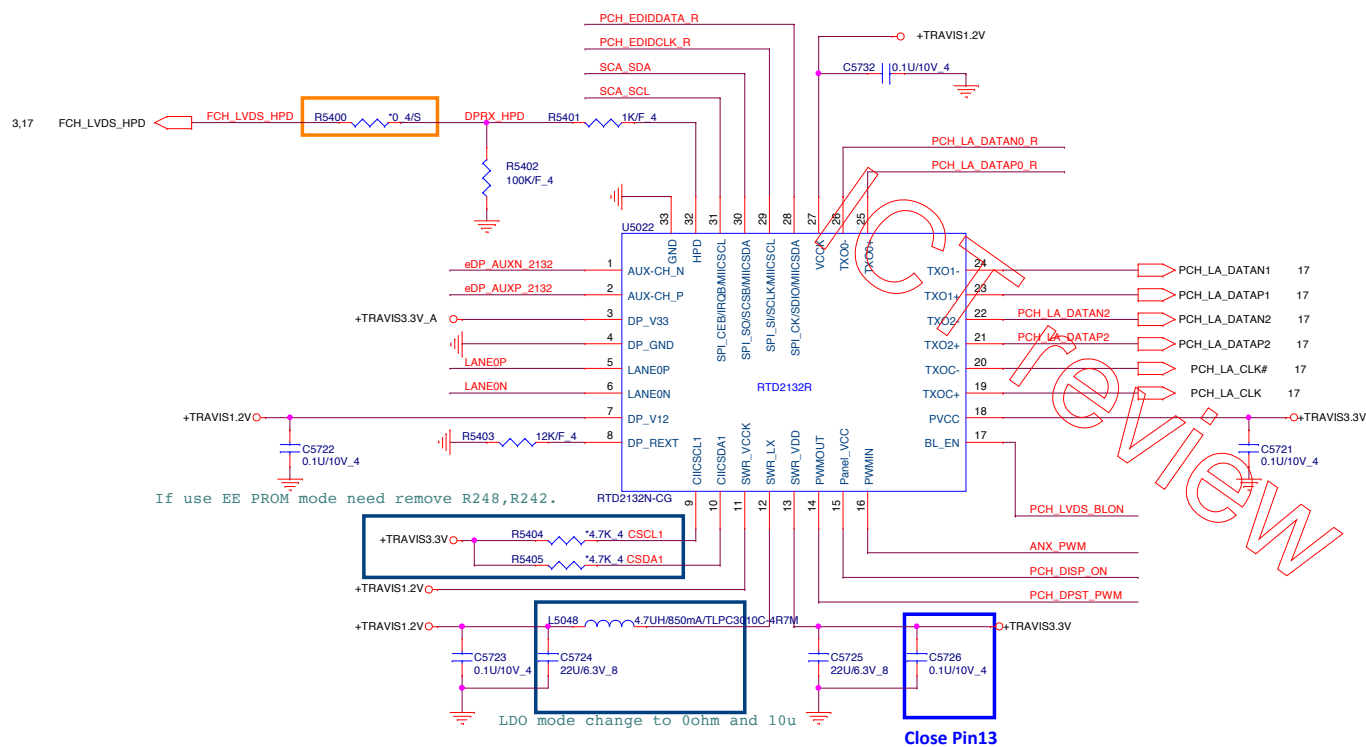 PCH_EDIDDATA_R
PCH_EDIDCLK_R
SCA_SDA
SCA_SCL
+TRAVIS1.2V
C5732 0.1U/10V_4
3,17 FCH_LVDS_HPD FCH_LVDS_HPD R5400 *0_4/S DPRX_HPD R5401 1K/F_4
R5402
100K/F_4
PCH_LA_DATAN0_R
PCH_LA_DATAP0_R
33 32 31 30 29 28 27 26 25
U5022
GND
HPD
SPI_CEB/IRQB/MIICSCL
SPI_SO/SCSB/MIICSDA
SPI_SI/SCLK/MIICSCL
SPI_CK/SDIO/MIICSDA
VCCK
TXO0-
TXO0+
eDP_AUXN_2132 1 AUX-CH_N
eDP_AUXP_2132 2 AUX-CH_P
+TRAVIS3.3V_A 3 DP_V33
4 DP_GND
LANE0P 5 LANE0P
LANE0N 6 LANE0N
+TRAVIS1.2V 7 DP_V12
R5403 12K/F_4 8 DP_REXT
C5722
0.1U/10V_4
RTD2132R
TXO1- 24 PCH_LA_DATAN1 17
TXO1+ 23 PCH_LA_DATAP1 17
TXO2- 22 PCH_LA_DATAN2 PCH_LA_DATAN2 17
TXO2+ 21 PCH_LA_DATAP2 PCH_LA_DATAP2 17
TXOC- 20 PCH_LA_CLK# 17
TXOC+ 19 PCH_LA_CLK 17
PVCC 18 +TRAVIS3.3V
BL_EN 17
C5721
0.1U/10V_4
CIICSCL1
CIICSDA1
SWR_VCCK
SWR_LX
SWR_VDD
PWMOUT
Panel_VCC
PWMIN
RTD2132N-CG
9 10 11 12 13 14 15 16
If use EE PROM mode need remove R248,R242.
+TRAVIS3.3V R5404 *4.7K_4 CSCL1
R5405 *4.7K_4 CSDA1
+TRAVIS1.2V
PCH_LVDS_BLON
ANX_PWM
PCH_DISP_ON
PCH_DPST_PWM
+TRAVIS1.2V L5048 4.7UH/850mA/TLPC3010C-4R7M
+TRAVIS3.3V
C5723
0.1U/10V_4
C5724
22U/6.3V_8
C5725
22U/6.3V_8
C5726
0.1U/10V_4
LDO mode change to 0ohm and 10u
Close Pin13